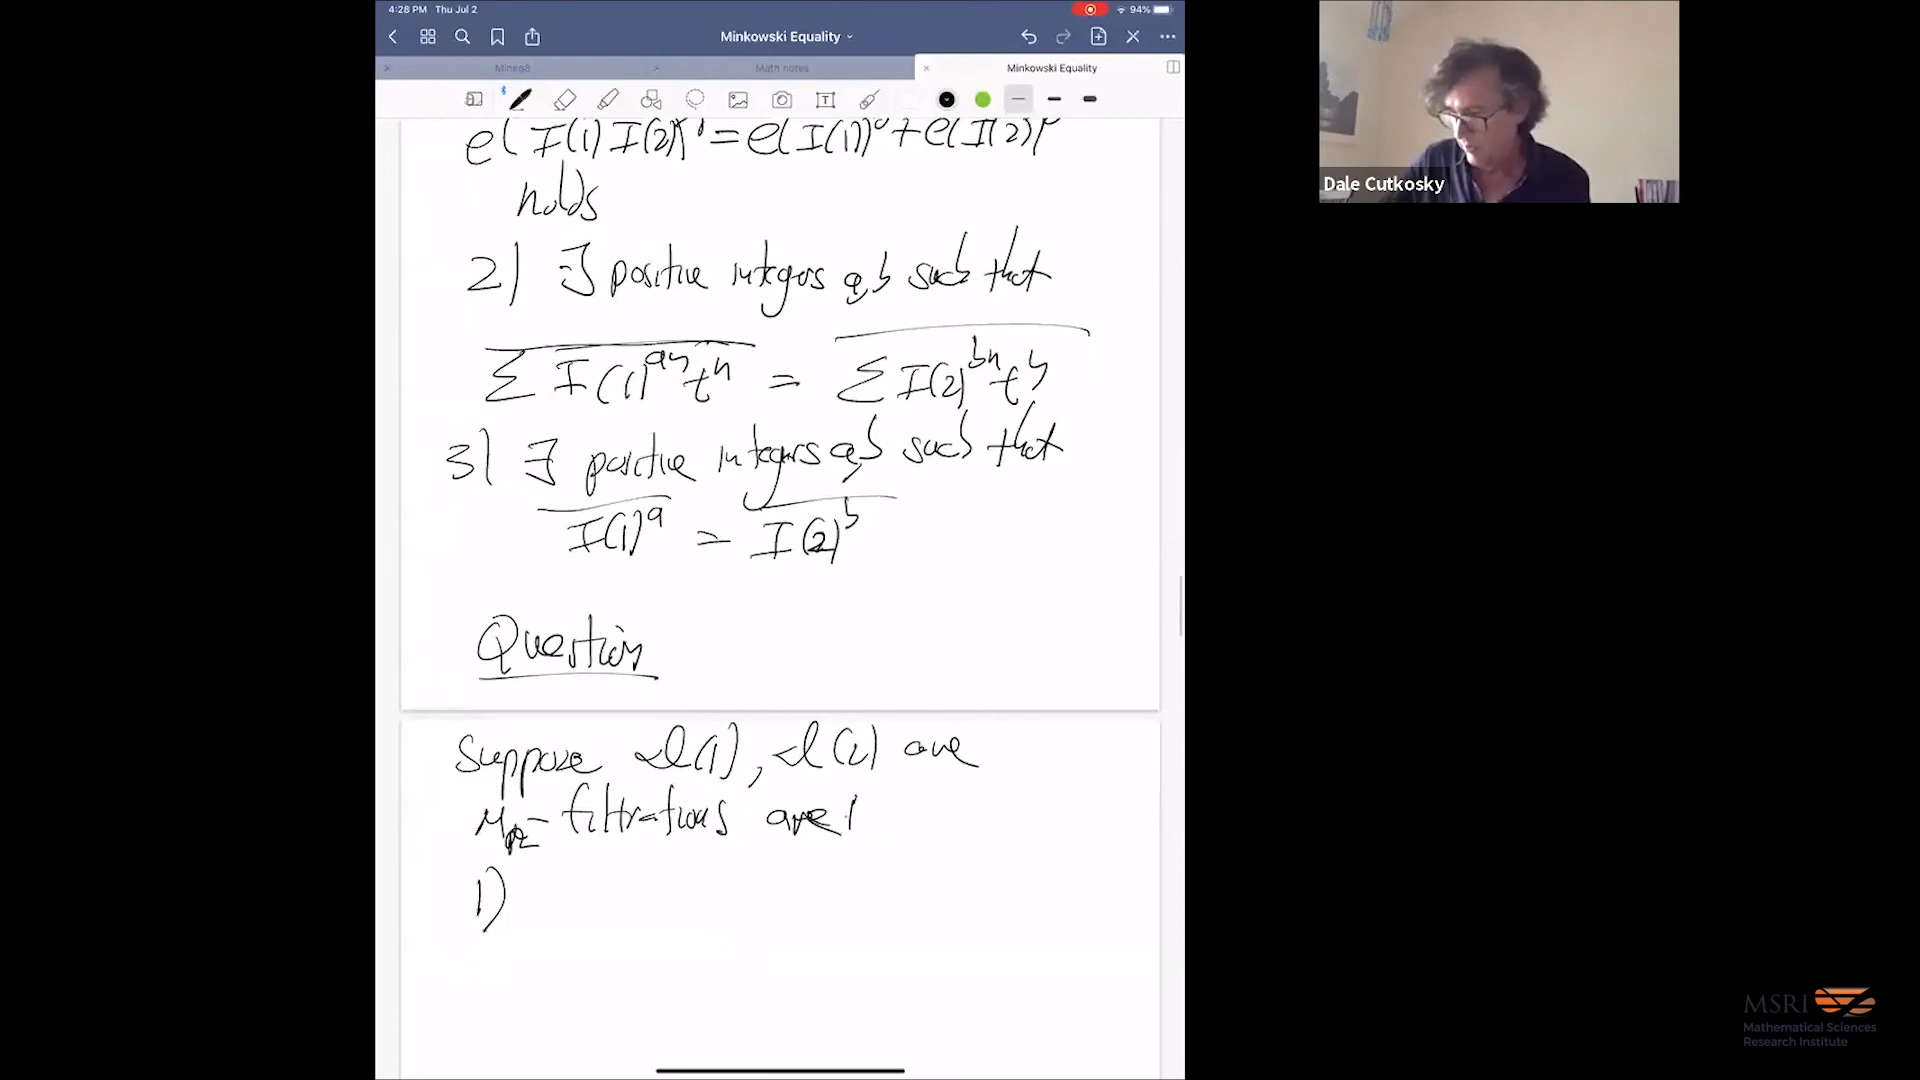 4:28 PM Thu Jul 2
94%
Minkowski Equality
Mineq8
Math notes
Minkowski Equality
e(I(1)I(2))^{1/d} = e(I(1))^{1/d} + e(I(2))^{1/d}
holds
2) ∃ positive integers a,b such that
\overline{Σ I(1)^{an} t^n} = \overline{Σ I(2)^{bn} t^n}
3) ∃ positive integers a,b such that
\overline{I(1)^a} = \overline{I(2)^b}
Question
Suppose ℐ(1), ℐ(2) are
m_R-filtrations are
1)
Dale Cutkosky
MSRI
Mathematical Sciences
Research Institute